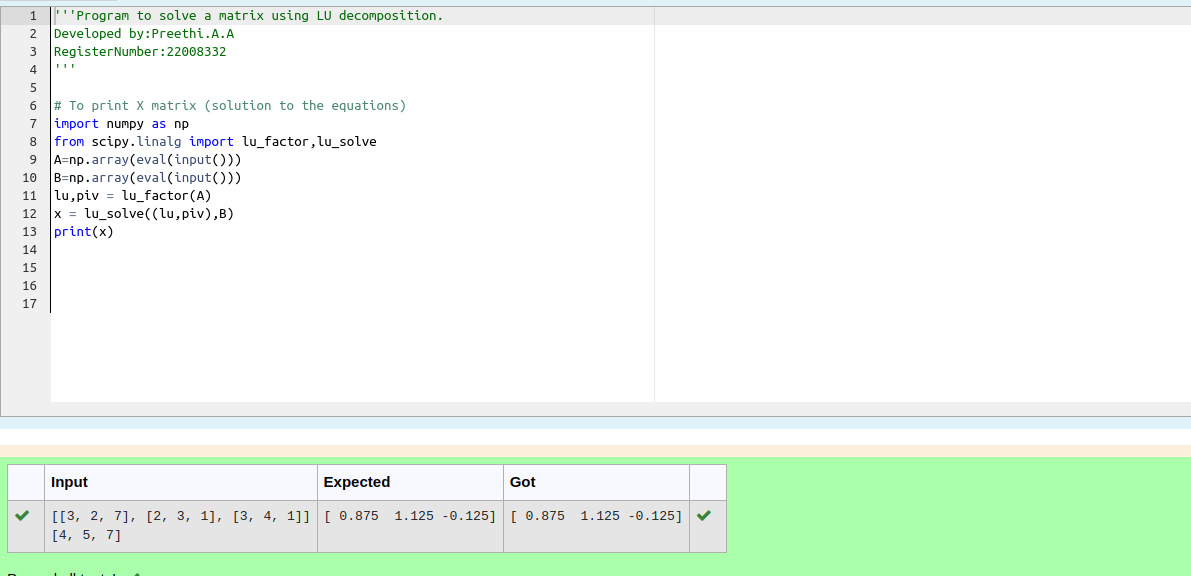 1 '''Program to solve a matrix using LU decomposition.
2 Developed by:Preethi.A.A
3 RegisterNumber:22008332
4 '''
5
6 # To print X matrix (solution to the equations)
7 import numpy as np
8 from scipy.linalg import lu_factor,lu_solve
9 A=np.array(eval(input()))
10 B=np.array(eval(input()))
11 lu,piv = lu_factor(A)
12 x = lu_solve((lu,piv),B)
13 print(x)
14
15
16
17
Input Expected Got
[[3, 2, 7], [2, 3, 1], [3, 4, 1]] [ 0.875  1.125 -0.125] [ 0.875  1.125 -0.125]
[4, 5, 7]